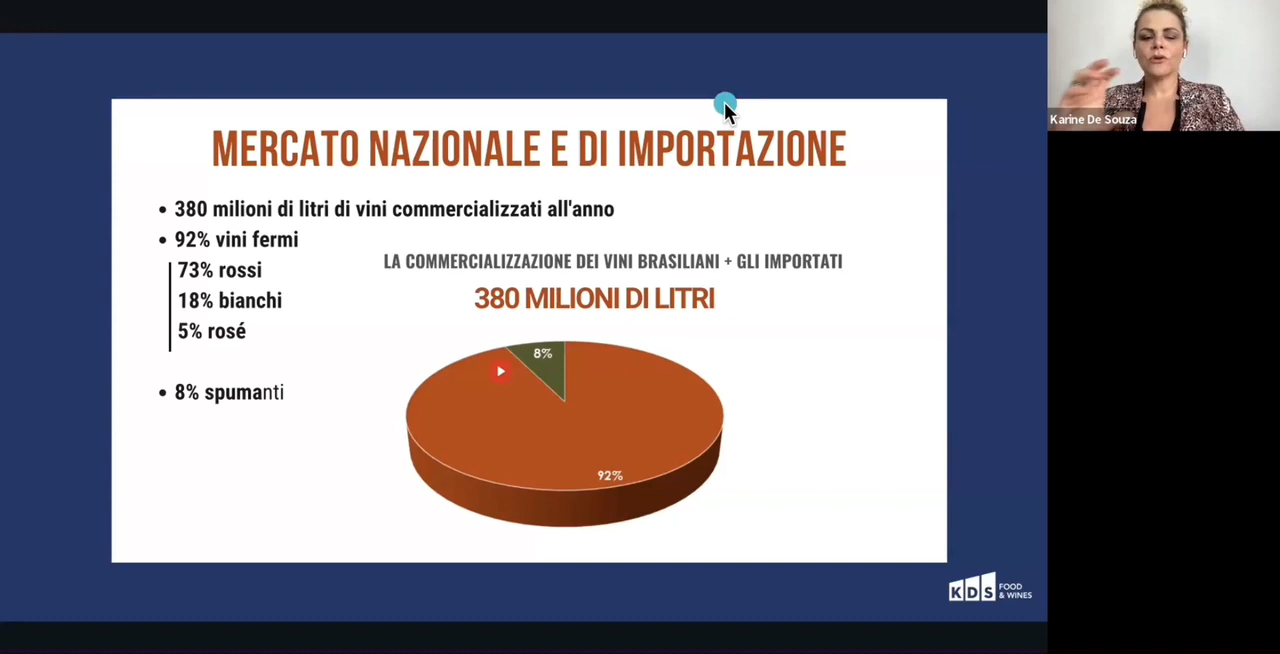 MERCATO NAZIONALE E DI IMPORTAZIONE
• 380 milioni di litri di vini commercializzati all'anno
• 92% vini fermi
73% rossi
18% bianchi
5% rosé
• 8% spumanti
LA COMMERCIALIZZAZIONE DEI VINI BRASILIANI + GLI IMPORTATI
380 MILIONI DI LITRI
8%
92%
KDS FOOD
& WINES
Karine De Souza